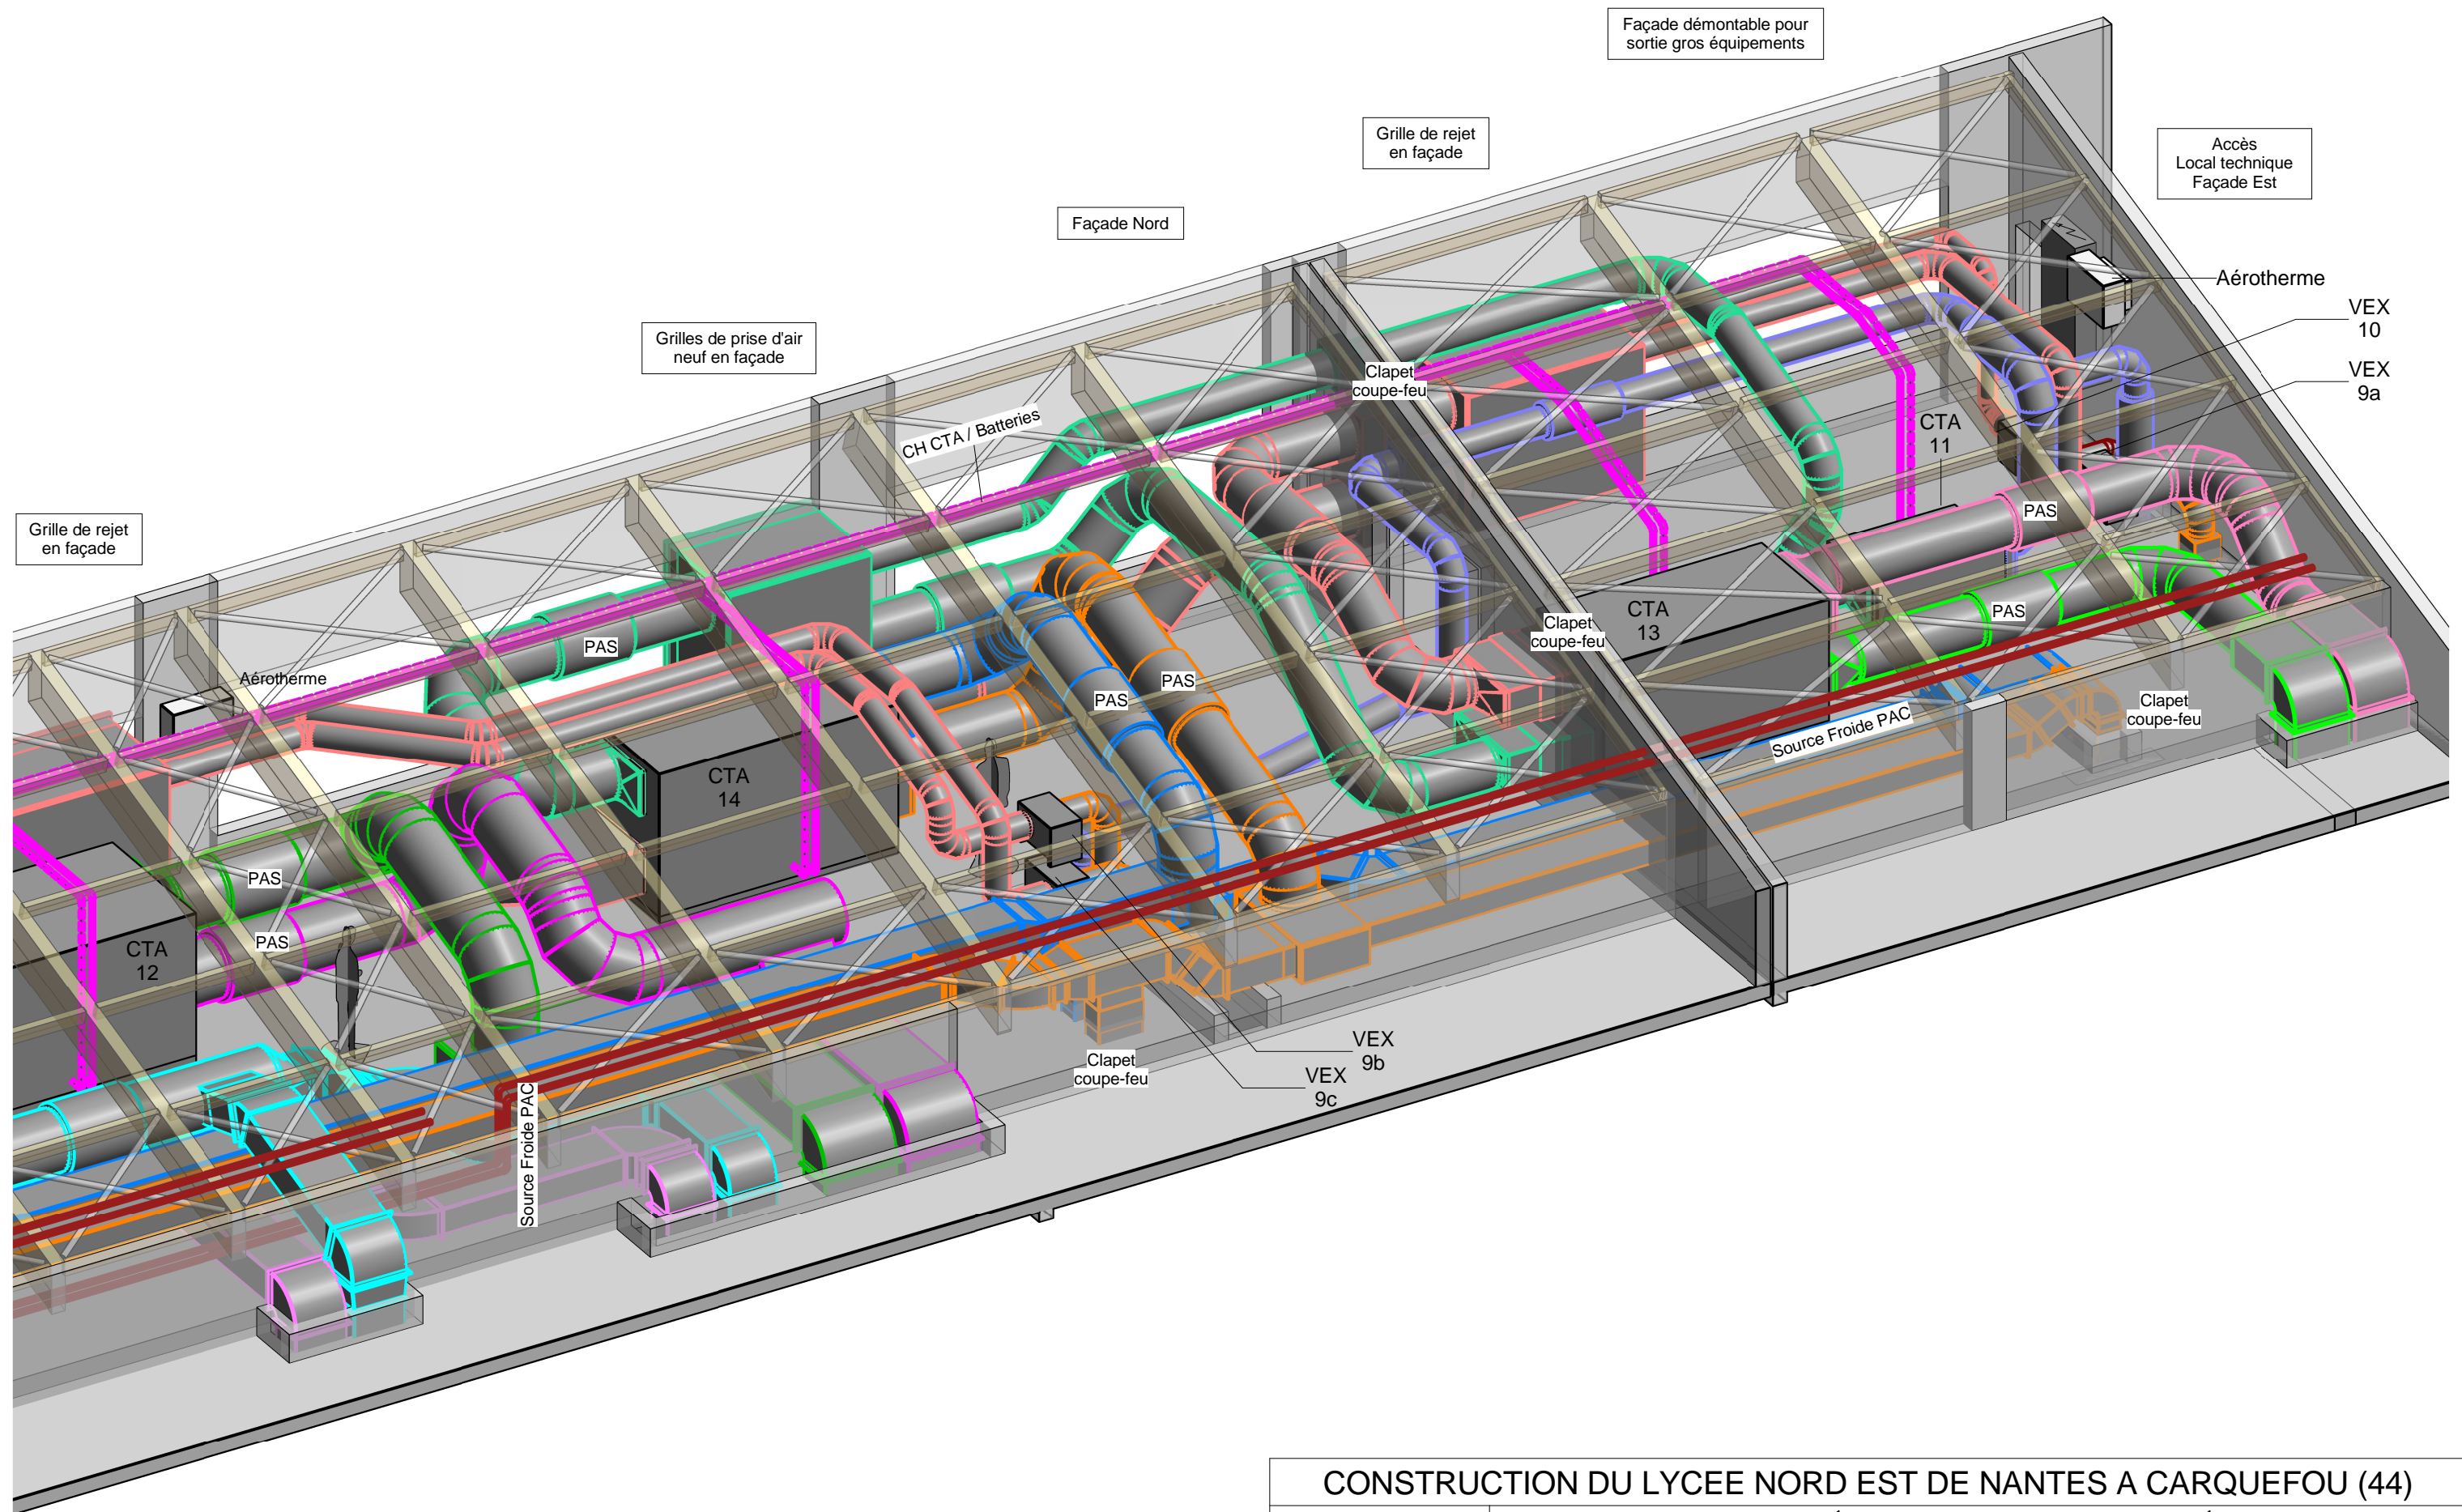 Façade démontable pour
sortie gros équipements
Grille de rejet
en façade
Accès
Local technique
Façade Est
Façade Nord
Aérotherme
VEX
10
VEX
9a
Grilles de prise d'air
neuf en façade
Clapet
coupe-feu
CH CTA / Batteries
CTA
11
PAS
Grille de rejet
en façade
PAS
CTA
13
PAS
Clapet
coupe-feu
Aérotherme
PAS
PAS
Clapet
coupe-feu
Source Froide PAC
CTA
14
PAS
PAS
CTA
12
VEX
9b
Clapet
coupe-feu
VEX
9c
Source Froide PAC
CONSTRUCTION DU LYCEE NORD EST DE NANTES A CARQUEFOU (44)